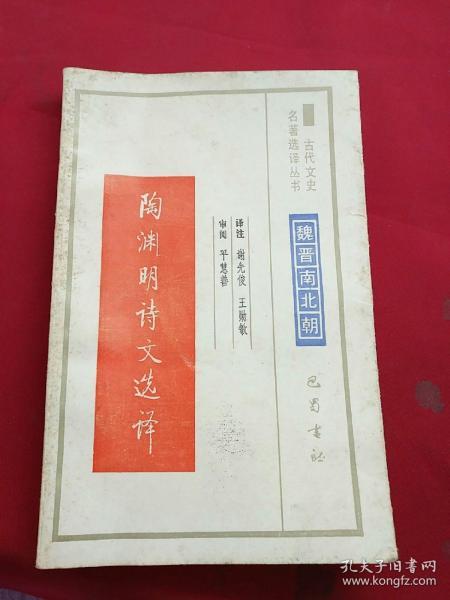 古代文史
名著选译丛书
魏晋南北朝
巴蜀书社
译注 谢先俊 王勋敏
审阅 平慧善
陶渊明诗文选译
孔夫子旧书网
www.kongfz.com